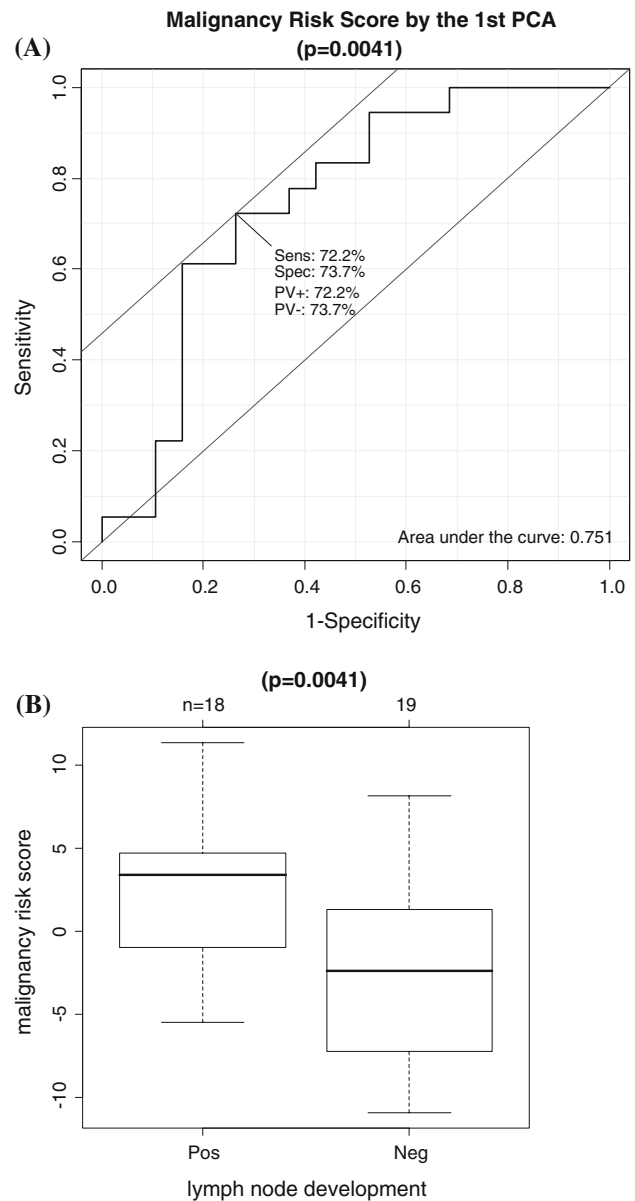 Malignancy Risk Score by the 1st PCA
(A)
(p=0.0041)
1.0
0.8
0.6
0.4
0.2
0.0
Sensitivity
Sens: 72.2%
Spec: 73.7%
PV+: 72.2%
PV-: 73.7%
Area under the curve: 0.751
0.0 0.2 0.4 0.6 0.8 1.0
1-Specificity
(p=0.0041)
(B)
n=18 19
10
5
0
-5
-10
malignancy risk score
Pos Neg
lymph node development